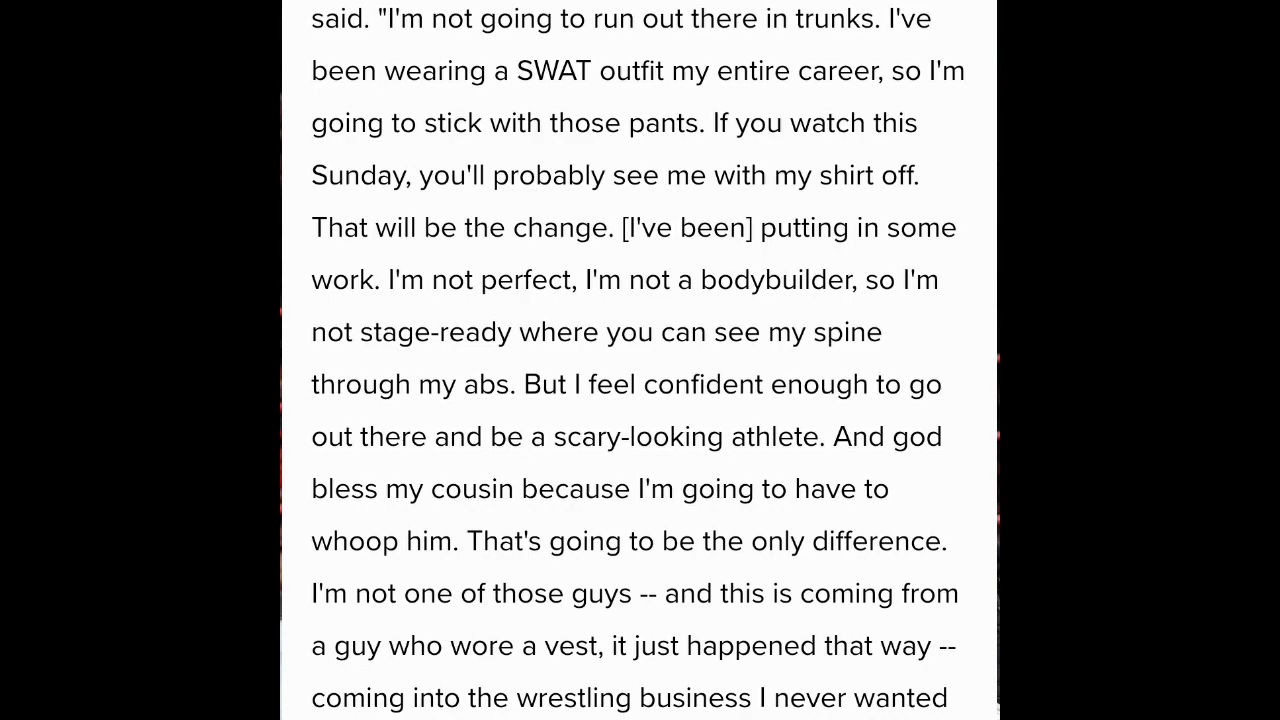 said. "I'm not going to run out there in trunks. I've
been wearing a SWAT outfit my entire career, so I'm
going to stick with those pants. If you watch this
Sunday, you'll probably see me with my shirt off.
That will be the change. [I've been] putting in some
work. I'm not perfect, I'm not a bodybuilder, so I'm
not stage-ready where you can see my spine
through my abs. But I feel confident enough to go
out there and be a scary-looking athlete. And god
bless my cousin because I'm going to have to
whoop him. That's going to be the only difference.
I'm not one of those guys -- and this is coming from
a guy who wore a vest, it just happened that way --
coming into the wrestling business I never wanted